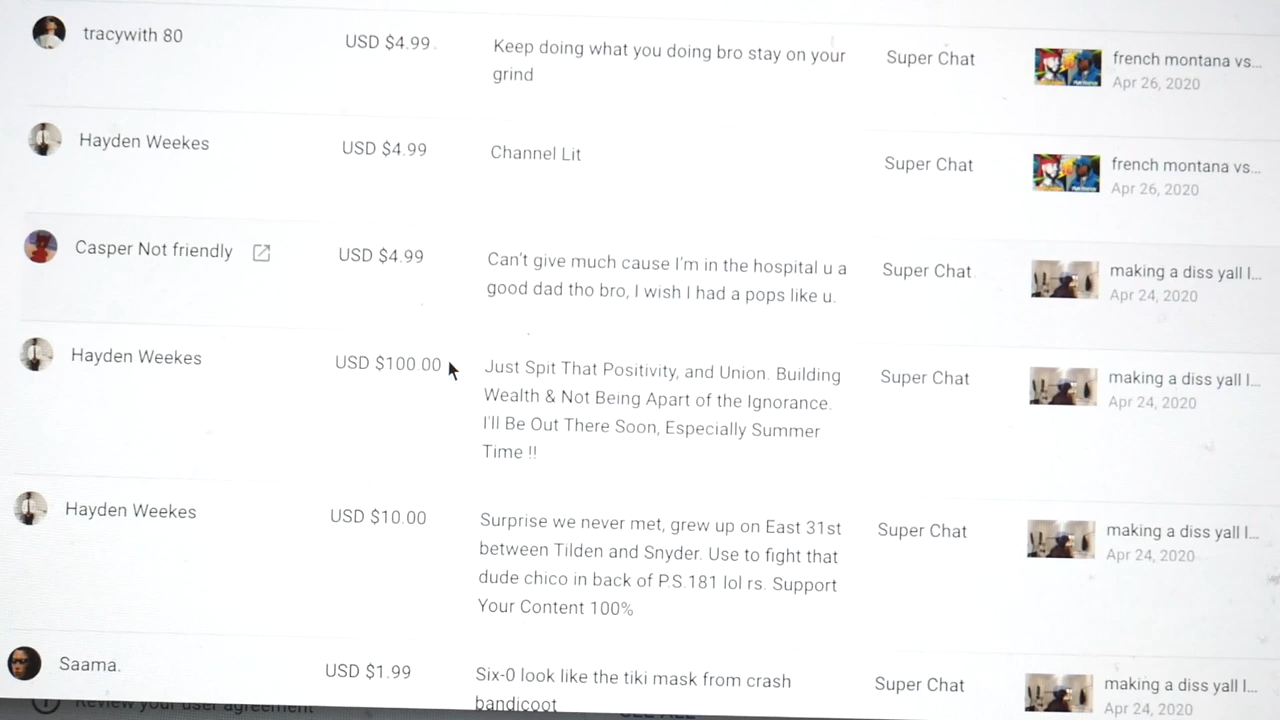 tracywith 80
USD $4.99
Keep doing what you doing bro stay on your
grind
Super Chat
french montana vs...
Apr 26, 2020
Hayden Weekes
USD $4.99
Channel Lit
Super Chat
french montana vs...
Apr 26, 2020
Casper Not friendly
USD $4.99
Can't give much cause I'm in the hospital u a
good dad tho bro, I wish I had a pops like u.
Super Chat
making a diss yall I...
Apr 24, 2020
Hayden Weekes
USD $100.00
Just Spit That Positivity, and Union. Building
Wealth & Not Being Apart of the Ignorance.
I'll Be Out There Soon, Especially Summer
Time !!
Super Chat
making a diss yall I...
Apr 24, 2020
Hayden Weekes
USD $10.00
Surprise we never met, grew up on East 31st
between Tilden and Snyder. Use to fight that
dude chico in back of P.S.181 lol rs. Support
Your Content 100%
Super Chat
making a diss yall I...
Apr 24, 2020
Saama.
USD $1.99
Six-0 look like the tiki mask from crash
bandicoot
Super Chat
making a diss yall I...
Apr 24, 2020
Review your user agreement
SEE ALL